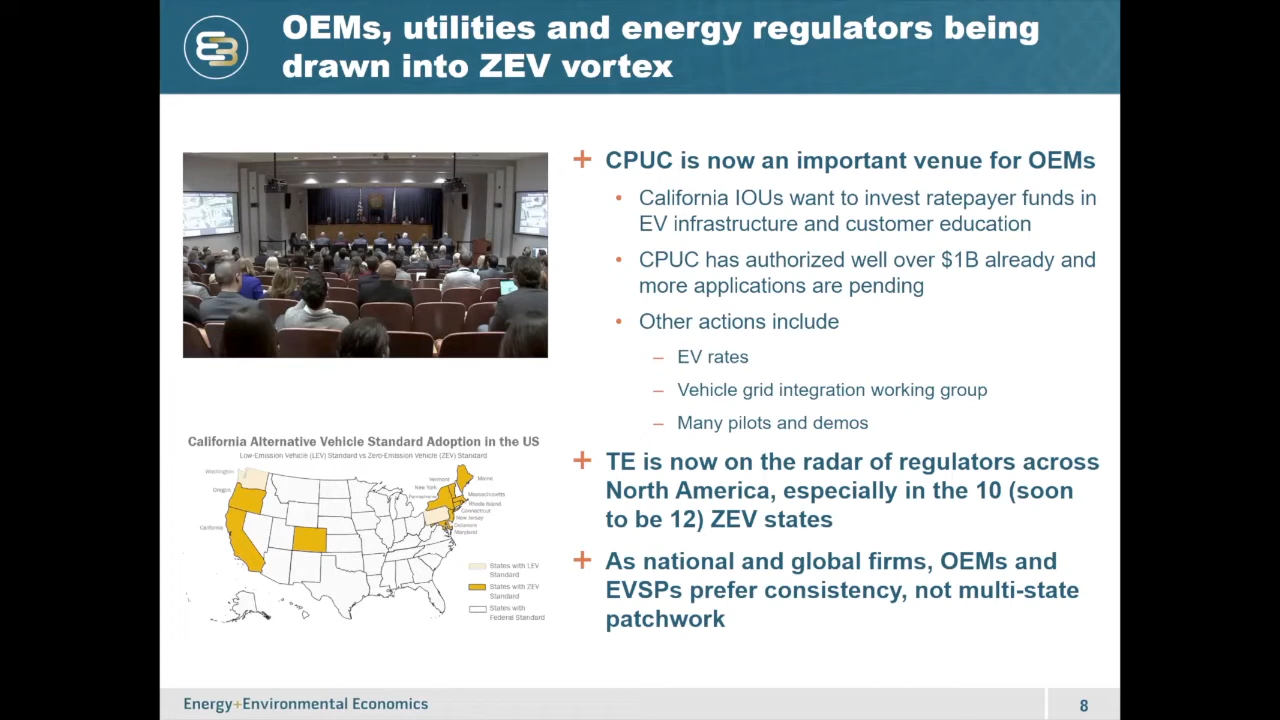 OEMs, utilities and energy regulators being
drawn into ZEV vortex
+ CPUC is now an important venue for OEMs
• California IOUs want to invest ratepayer funds in
EV infrastructure and customer education
• CPUC has authorized well over $1B already and
more applications are pending
• Other actions include
– EV rates
– Vehicle grid integration working group
– Many pilots and demos
+ TE is now on the radar of regulators across
North America, especially in the 10 (soon
to be 12) ZEV states
+ As national and global firms, OEMs and
EVSPs prefer consistency, not multi-state
patchwork
California Alternative Vehicle Standard Adoption in the US
Low-Emission Vehicle (LEV) Standard vs Zero-Emission Vehicle (ZEV) Standard
Washington
Oregon
California
Vermont
New York
Pennsylvania
Maine
Massachusetts
Rhode Island
Connecticut
New Jersey
Delaware
Maryland
States with LEV
Standard
States with ZEV
Standard
States with
Federal Standard
Energy+Environmental Economics
8